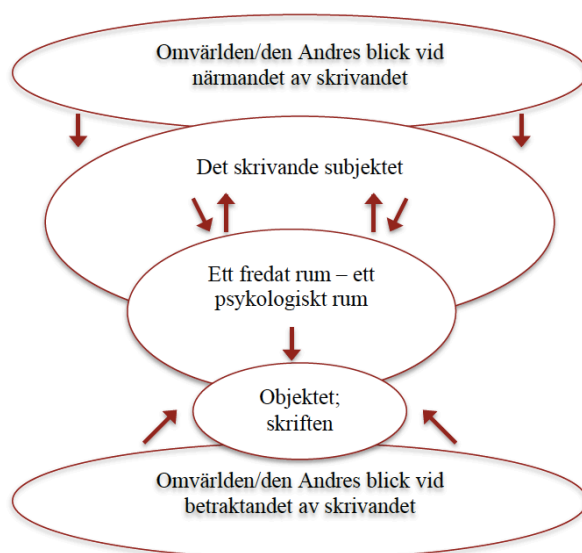 Omvärlden/den Andres blick vid
närmandet av skrivandet
Det skrivande subjektet
Ett fredat rum – ett
psykologiskt rum
Objektet;
skriften
Omvärlden/den Andres blick vid
betraktandet av skrivandet